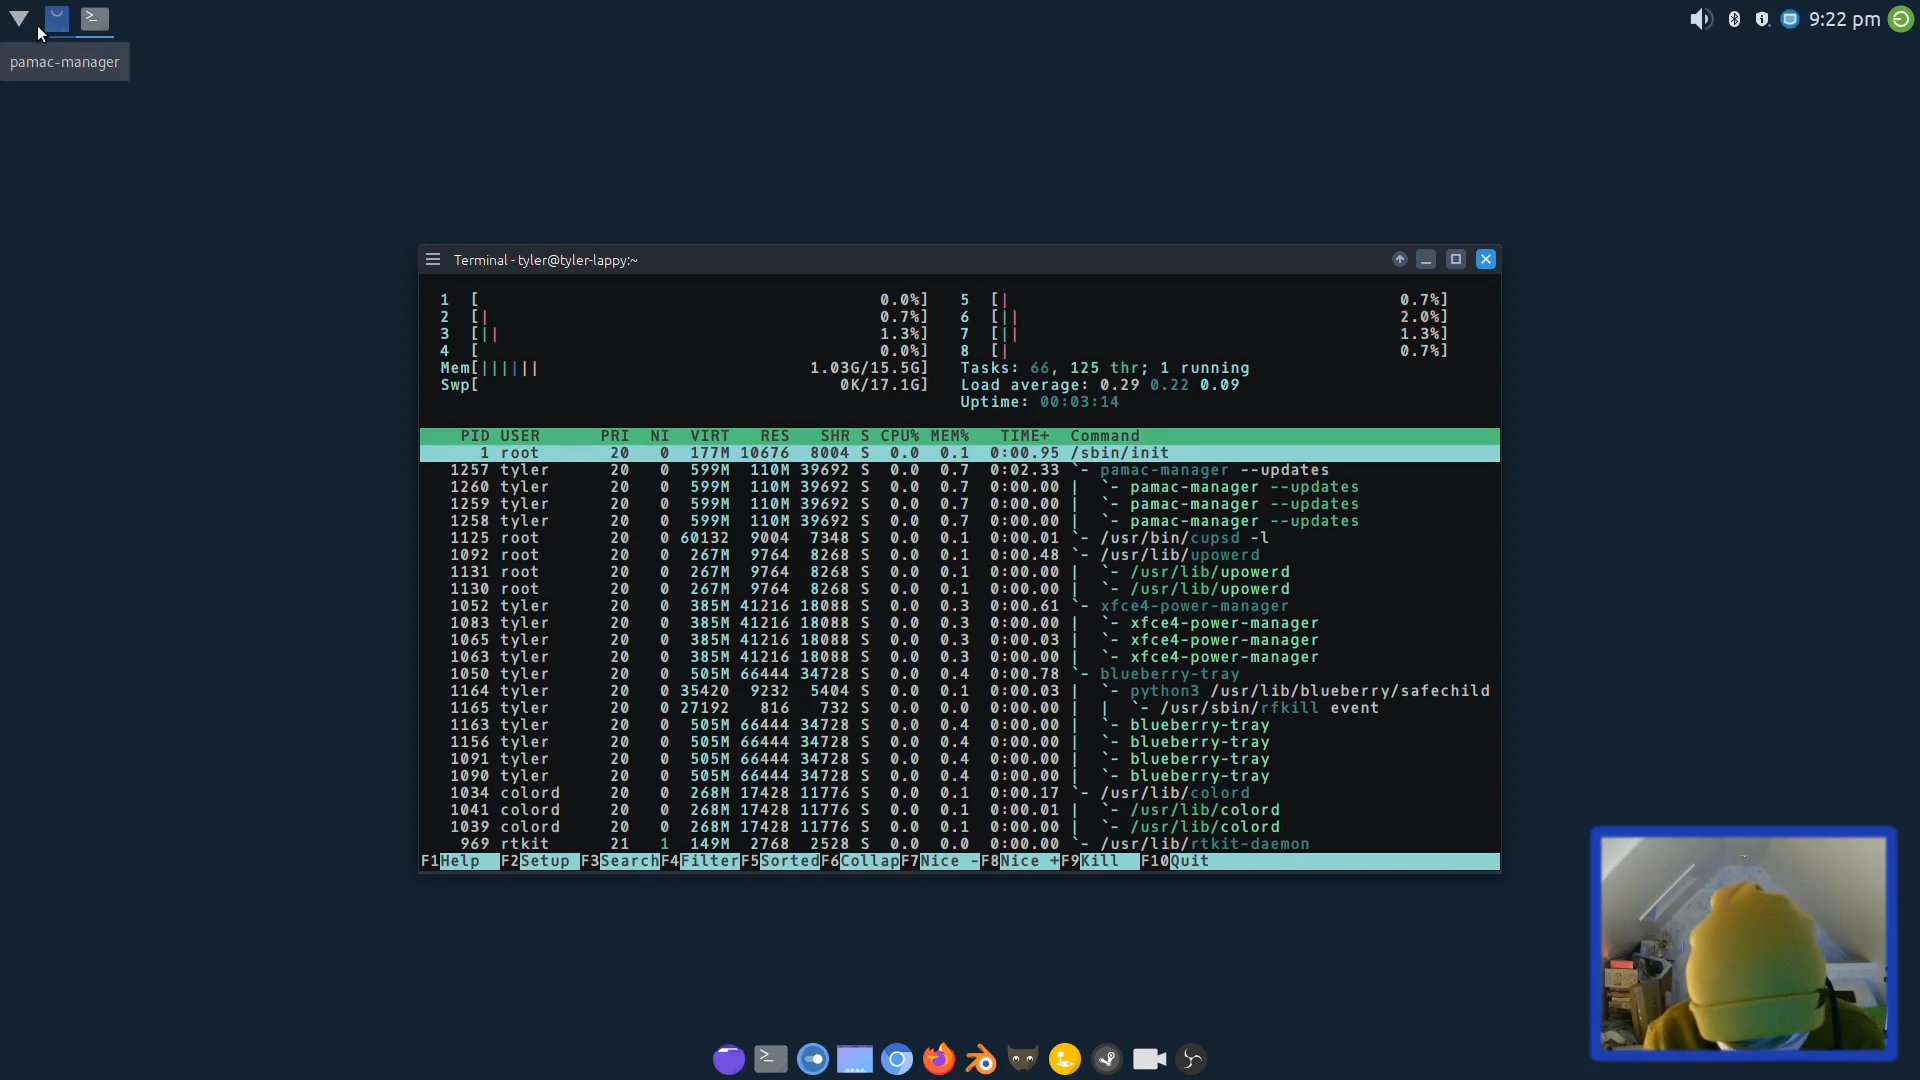 9:22 pm
pamac-manager
Terminal - tyler@tyler-lappy:~
1 [ 0.0%] 5 [| 0.7%]
2 [| 0.7%] 6 [|| 2.0%]
3 [|| 1.3%] 7 [|| 1.3%]
4 [ 0.0%] 8 [| 0.7%]
Mem[|||||| 1.03G/15.5G] Tasks: 66, 125 thr; 1 running
Swp[ 0K/17.1G] Load average: 0.29 0.22 0.09
Uptime: 00:03:14
PID USER PRI NI VIRT RES SHR S CPU% MEM% TIME+ Command
1 root 20 0 177M 10676 8004 S 0.0 0.1 0:00.95 /sbin/init
1257 tyler 20 0 599M 110M 39692 S 0.0 0.7 0:02.33 `- pamac-manager --updates
1260 tyler 20 0 599M 110M 39692 S 0.0 0.7 0:00.00 | `- pamac-manager --updates
1259 tyler 20 0 599M 110M 39692 S 0.0 0.7 0:00.00 | `- pamac-manager --updates
1258 tyler 20 0 599M 110M 39692 S 0.0 0.7 0:00.00 | `- pamac-manager --updates
1125 root 20 0 60132 9004 7348 S 0.0 0.1 0:00.01 `- /usr/bin/cupsd -l
1092 root 20 0 267M 9764 8268 S 0.0 0.1 0:00.48 `- /usr/lib/upowerd
1131 root 20 0 267M 9764 8268 S 0.0 0.1 0:00.00 | `- /usr/lib/upowerd
1130 root 20 0 267M 9764 8268 S 0.0 0.1 0:00.00 | `- /usr/lib/upowerd
1052 tyler 20 0 385M 41216 18088 S 0.0 0.3 0:00.61 `- xfce4-power-manager
1083 tyler 20 0 385M 41216 18088 S 0.0 0.3 0:00.00 | `- xfce4-power-manager
1065 tyler 20 0 385M 41216 18088 S 0.0 0.3 0:00.03 | `- xfce4-power-manager
1063 tyler 20 0 385M 41216 18088 S 0.0 0.3 0:00.00 | `- xfce4-power-manager
1050 tyler 20 0 505M 66444 34728 S 0.0 0.4 0:00.78 `- blueberry-tray
1164 tyler 20 0 35420 9232 5404 S 0.0 0.1 0:00.03 | `- python3 /usr/lib/blueberry/safechild
1165 tyler 20 0 27192 816 732 S 0.0 0.0 0:00.00 | | `- /usr/sbin/rfkill event
1163 tyler 20 0 505M 66444 34728 S 0.0 0.4 0:00.00 | `- blueberry-tray
1156 tyler 20 0 505M 66444 34728 S 0.0 0.4 0:00.00 | `- blueberry-tray
1091 tyler 20 0 505M 66444 34728 S 0.0 0.4 0:00.00 | `- blueberry-tray
1090 tyler 20 0 505M 66444 34728 S 0.0 0.4 0:00.00 | `- blueberry-tray
1034 colord 20 0 268M 17428 11776 S 0.0 0.1 0:00.17 `- /usr/lib/colord
1041 colord 20 0 268M 17428 11776 S 0.0 0.1 0:00.01 | `- /usr/lib/colord
1039 colord 20 0 268M 17428 11776 S 0.0 0.1 0:00.00 | `- /usr/lib/colord
969 rtkit 21 1 149M 2768 2528 S 0.0 0.0 0:00.00 `- /usr/lib/rtkit-daemon
F1Help F2Setup F3SearchF4FilterF5SortedF6CollapF7Nice -F8Nice +F9Kill F10Quit